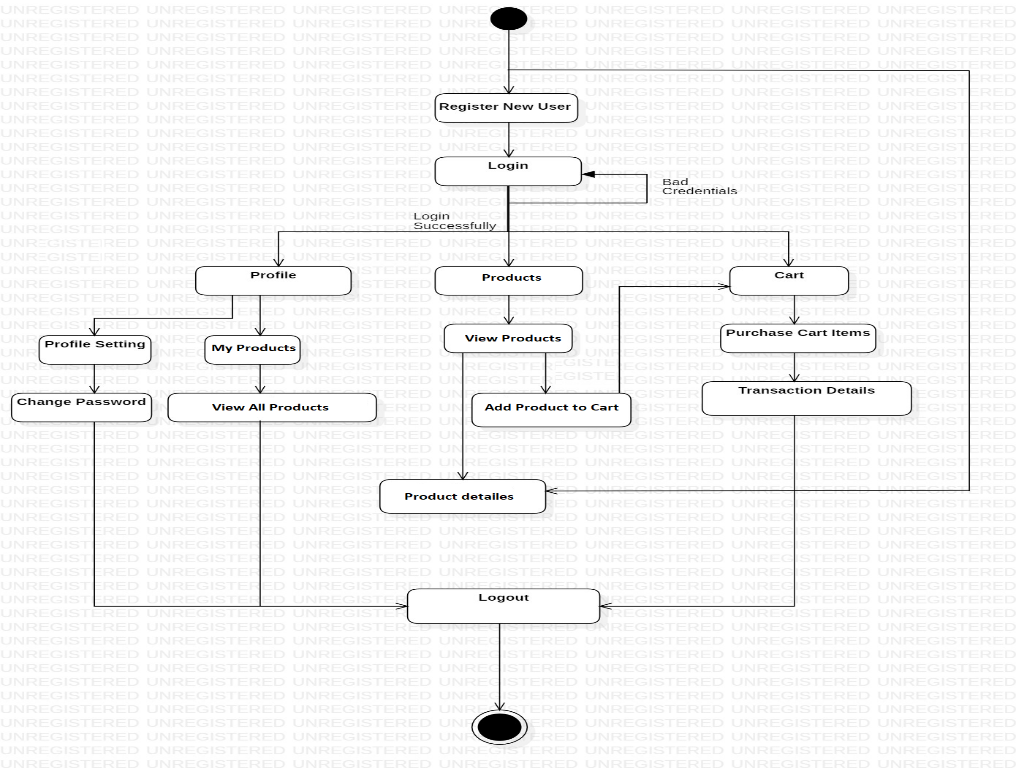 Register New User
Login
Bad
Credentials
Login
Successfully
Profile
Products
Cart
Profile Setting
My Products
View Products
Purchase Cart Items
Change Password
View All Products
Add Product to Cart
Transaction Details
Product detailes
Logout
UNREGISTERED